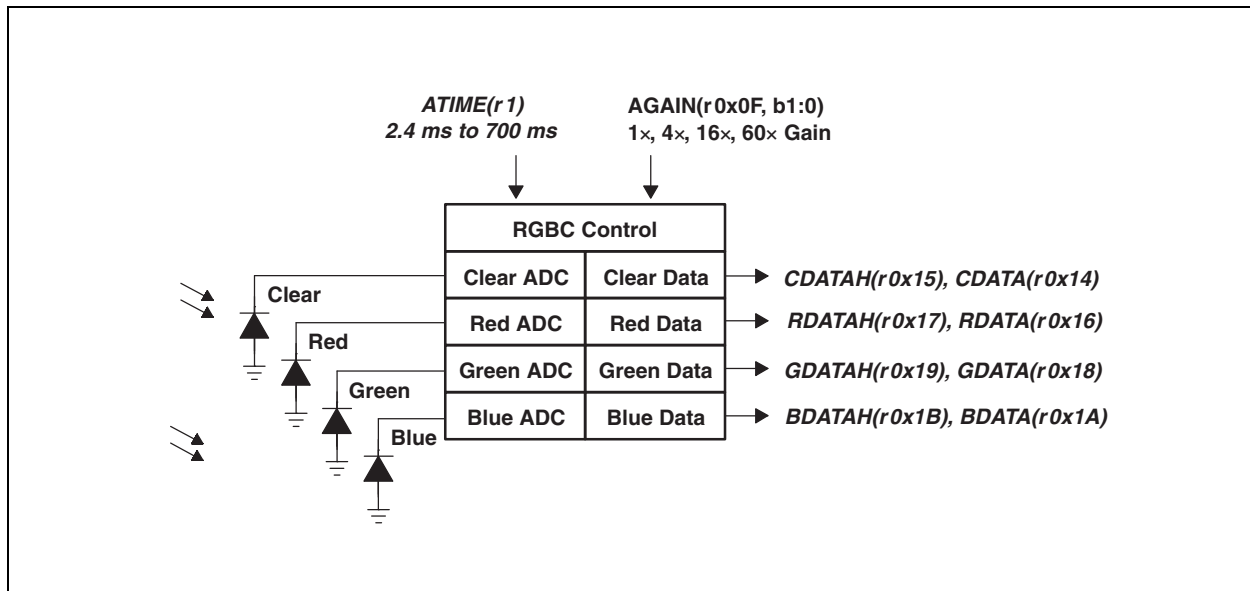 ATIME(r1)
2.4 ms to 700 ms
AGAIN(r0x0F, b1:0)
1×, 4×, 16×, 60× Gain
RGBC Control
Clear
Clear ADC
Clear Data
CDATAH(r0x15), CDATA(r0x14)
Red
Red ADC
Red Data
RDATAH(r0x17), RDATA(r0x16)
Green
Green ADC
Green Data
GDATAH(r0x19), GDATA(r0x18)
Blue
Blue ADC
Blue Data
BDATAH(r0x1B), BDATA(r0x1A)